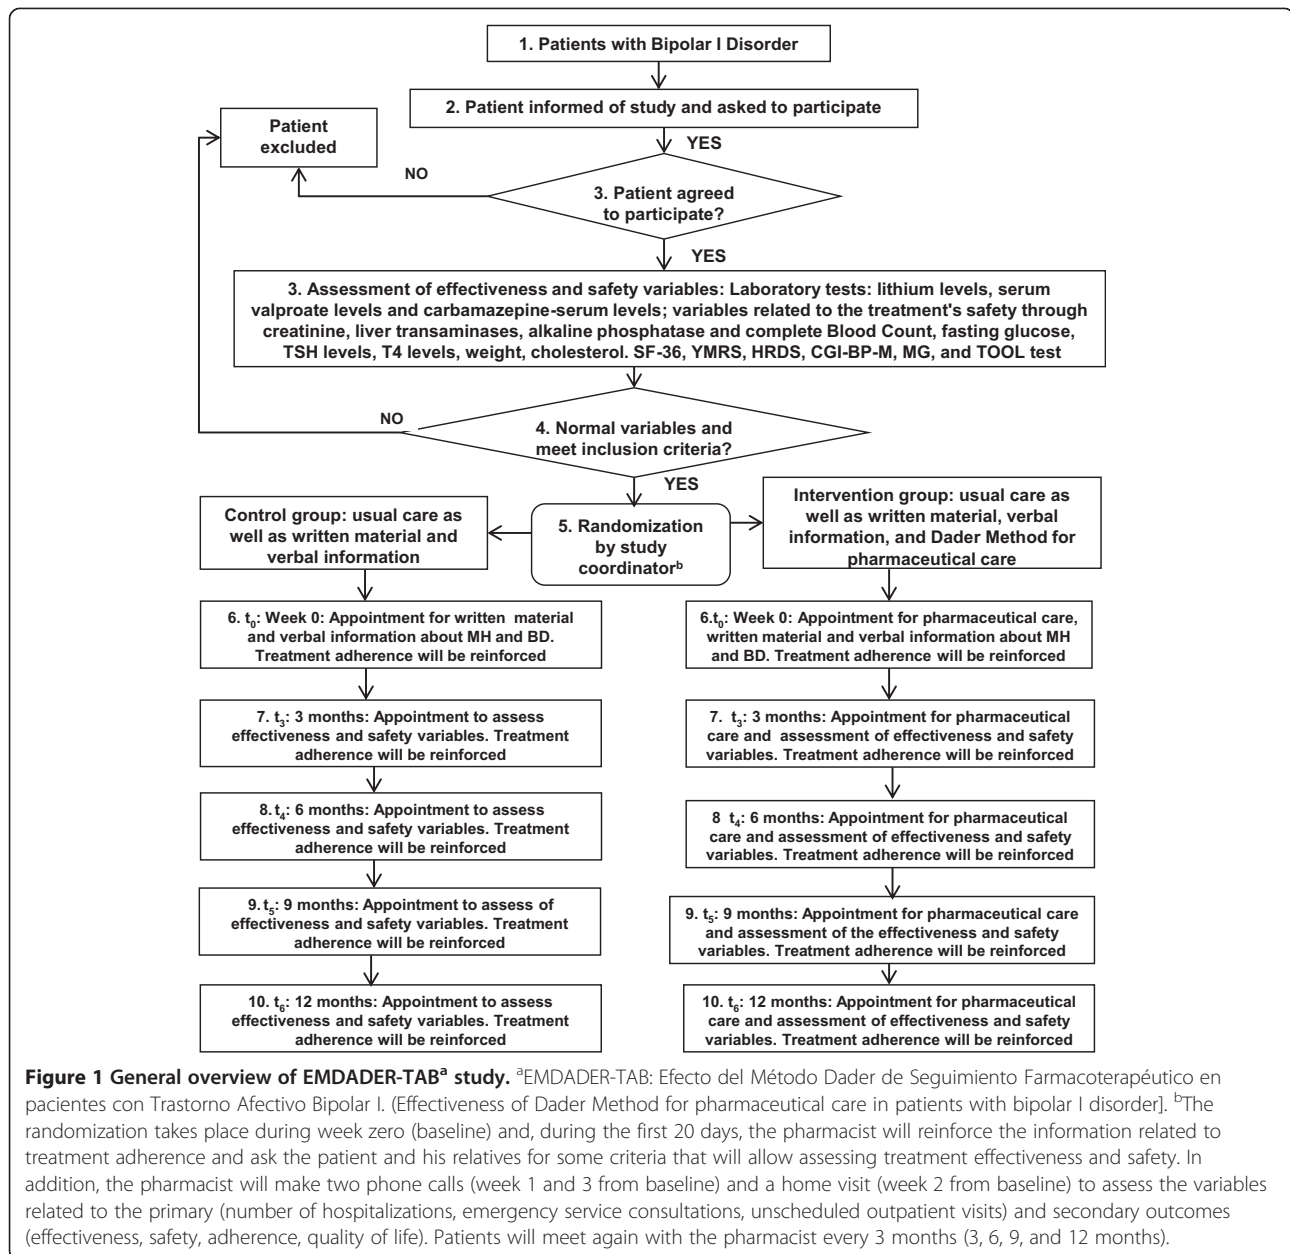 1. Patients with Bipolar I Disorder
2. Patient informed of study and asked to participate
Patient
excluded
YES
NO
3. Patient agreed
to participate?
YES
3. Assessment of effectiveness and safety variables: Laboratory tests: lithium levels, serum
valproate levels and carbamazepine-serum levels; variables related to the treatment's safety through
creatinine, liver transaminases, alkaline phosphatase and complete Blood Count, fasting glucose,
TSH levels, T4 levels, weight, cholesterol. SF-36, YMRS, HRDS, CGI-BP-M, MG, and TOOL test
NO
4. Normal variables and
meet inclusion criteria?
YES
Control group: usual care as
well as written material and
verbal information
5. Randomization
by study
coordinatorb
Intervention group: usual care as
well as written material, verbal
information, and Dader Method for
pharmaceutical care
6. t0: Week 0: Appointment for written material
and verbal information about MH and BD.
Treatment adherence will be reinforced
6.t0: Week 0: Appointment for pharmaceutical care,
written material and verbal information about MH
and BD. Treatment adherence will be reinforced
7. t3: 3 months: Appointment to assess
effectiveness and safety variables. Treatment
adherence will be reinforced
7. t3: 3 months: Appointment for pharmaceutical
care and assessment of effectiveness and safety
variables. Treatment adherence will be reinforced
8. t4: 6 months: Appointment to assess
effectiveness and safety variables. Treatment
adherence will be reinforced
8 t4: 6 months: Appointment for pharmaceutical
care and assessment of effectiveness and safety
variables. Treatment adherence will be reinforced
9. t5: 9 months: Appointment to assess of
effectiveness and safety variables. Treatment
adherence will be reinforced
9. t5: 9 months: Appointment for pharmaceutical care
and assessment of the effectiveness and safety
variables. Treatment adherence will be reinforced
10. t6: 12 months: Appointment to assess
effectiveness and safety variables. Treatment
adherence will be reinforced
10. t6: 12 months: Appointment for pharmaceutical
care and assessment of effectiveness and safety
variables. Treatment adherence will be reinforced
Figure 1 General overview of EMDADER-TABa study. aEMDADER-TAB: Efecto del Método Dader de Seguimiento Farmacoterapéutico en
pacientes con Trastorno Afectivo Bipolar I. (Effectiveness of Dader Method for pharmaceutical care in patients with bipolar I disorder]. bThe
randomization takes place during week zero (baseline) and, during the first 20 days, the pharmacist will reinforce the information related to
treatment adherence and ask the patient and his relatives for some criteria that will allow assessing treatment effectiveness and safety. In
addition, the pharmacist will make two phone calls (week 1 and 3 from baseline) and a home visit (week 2 from baseline) to assess the variables
related to the primary (number of hospitalizations, emergency service consultations, unscheduled outpatient visits) and secondary outcomes
(effectiveness, safety, adherence, quality of life). Patients will meet again with the pharmacist every 3 months (3, 6, 9, and 12 months).